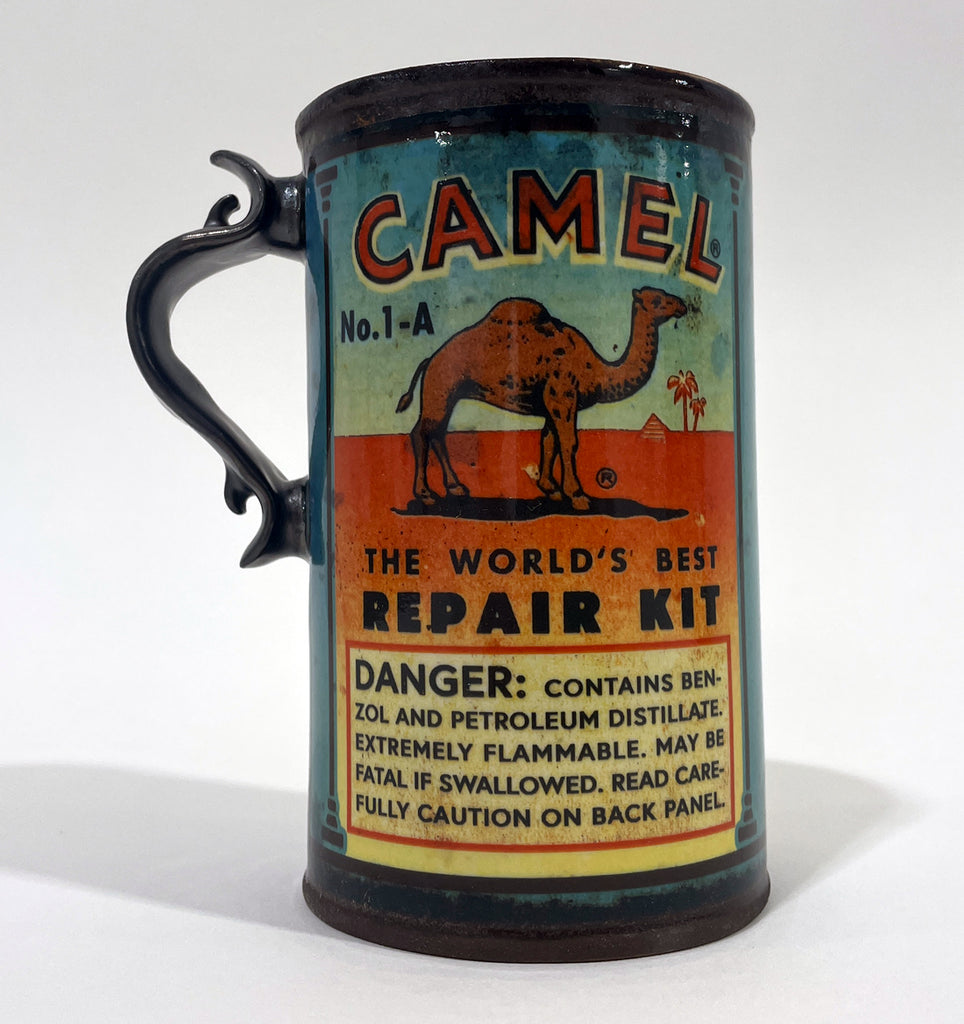 CAMEL®
No.1-A
®
THE WORLD'S BEST
REPAIR KIT
DANGER: CONTAINS BEN-
ZOL AND PETROLEUM DISTILLATE.
EXTREMELY FLAMMABLE. MAY BE
FATAL IF SWALLOWED. READ CARE-
FULLY CAUTION ON BACK PANEL.